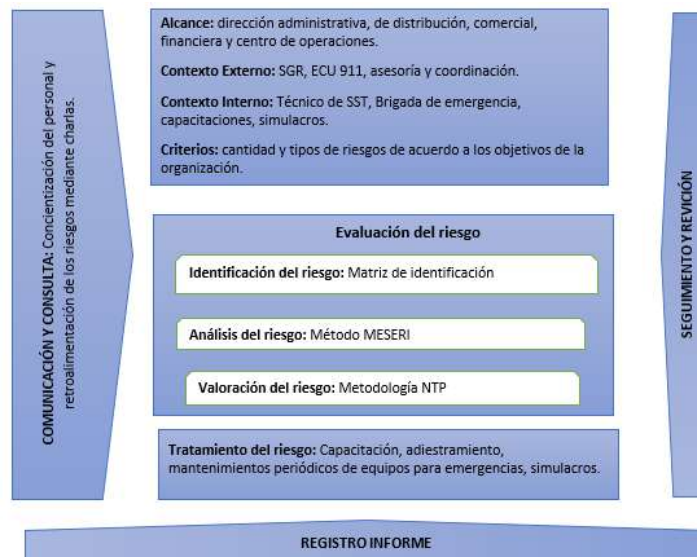 COMUNICACIÓN Y CONSULTA: Concientización del personal y
retroalimentación de los riesgos mediante charlas.
Alcance: dirección administrativa, de distribución, comercial,
financiera y centro de operaciones.
Contexto Externo: SGR, ECU 911, asesoría y coordinación.
Contexto Interno: Técnico de SST, Brigada de emergencia,
capacitaciones, simulacros.
Criterios: cantidad y tipos de riesgos de acuerdo a los objetivos de la
organización.
Evaluación del riesgo
Identificación del riesgo: Matriz de identificación
Análisis del riesgo: Método MESERI
Valoración del riesgo: Metodología NTP
Tratamiento del riesgo: Capacitación, adiestramiento,
mantenimientos periódicos de equipos para emergencias, simulacros.
SEGUIMIENTO Y REVICIÓN
REGISTRO INFORME